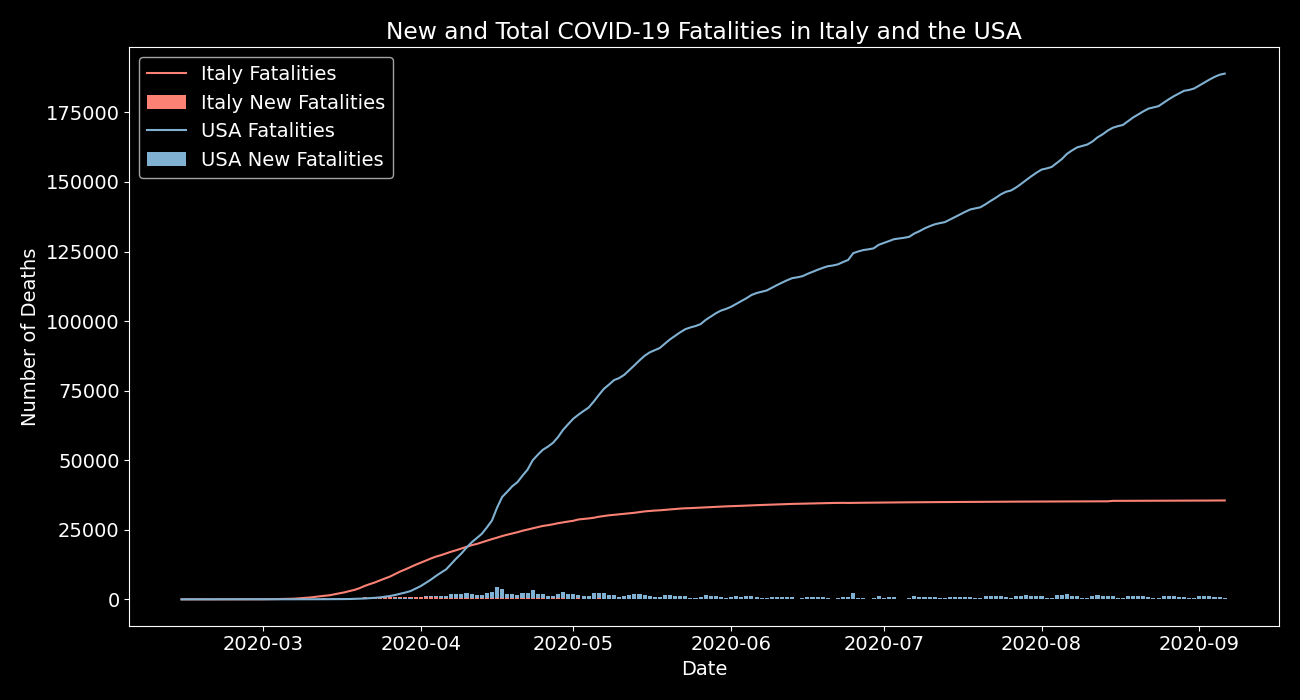 New and Total COVID-19 Fatalities in Italy and the USA
Italy Fatalities
Italy New Fatalities
USA Fatalities
USA New Fatalities
175000
150000
125000
100000
75000
50000
25000
0
Number of Deaths
2020-03 2020-04 2020-05 2020-06 2020-07 2020-08 2020-09
Date